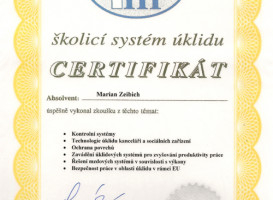 školicí systém úklidu
CERTIFIKÁT
Absolvent: Marian Zeibich
úspěšně vykonal zkoušku z těchto témat:
• Kontrolní systémy
• Technologie úklidu kanceláří a sociálních zařízení
• Ochrana povrchů
• Zavádění úklidových systémů pro zvyšování produktivity práce
• Řešení mzdových systémů v souvislosti s výkony
• Bezpečnost práce v oblasti úklidu v rámci EU